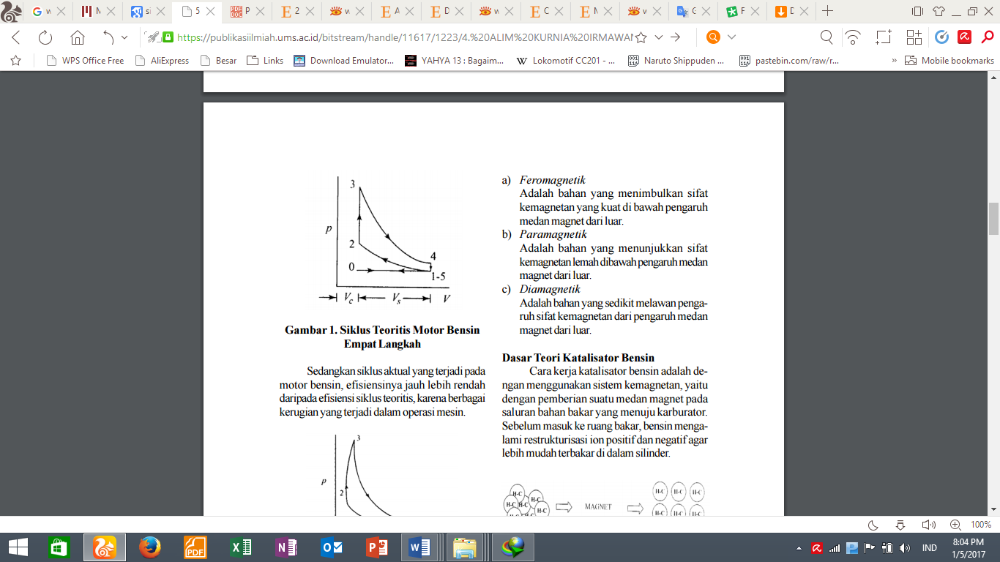 G w
M
si
5
P
E 2
w
E A
E D
w
E C
E M
w
G
F
D
https://publikasiilmiah.ums.ac.id/bitstream/handle/11617/1223/4.%20ALIM%20KURNIA%20IRMAWAN
WPS Office Free
AliExpress
Besar
Links
Download Emulator...
YAHYA 13 : Bagaim...
W Lokomotif CC201 - ...
Naruto Shippuden ...
pastebin.com/raw/r...
»
Mobile bookmarks
3
p
2
4
0
1-5
Vc Vs V
Gambar 1. Siklus Teoritis Motor Bensin
Empat Langkah
Sedangkan siklus aktual yang terjadi pada
motor bensin, efisiensinya jauh lebih rendah
daripada efisiensi siklus teoritis, karena berbagai
kerugian yang terjadi dalam operasi mesin.
3
p
2
a) Feromagnetik
Adalah bahan yang menimbulkan sifat
kemagnetan yang kuat di bawah pengaruh
medan magnet dari luar.
b) Paramagnetik
Adalah bahan yang menunjukkan sifat
kemagnetan lemah dibawah pengaruh medan
magnet dari luar.
c) Diamagnetik
Adalah bahan yang sedikit melawan penga-
ruh sifat kemagnetan dari pengaruh medan
magnet dari luar.
Dasar Teori Katalisator Bensin
Cara kerja katalisator bensin adalah de-
ngan menggunakan sistem kemagnetan, yaitu
dengan pemberian suatu medan magnet pada
saluran bahan bakar yang menuju karburator.
Sebelum masuk ke ruang bakar, bensin menga-
lami restrukturisasi ion positif dan negatif agar
lebih mudah terbakar di dalam silinder.
H-C
H-C
H-C H-C H-C
MAGNET
H-C H-C H-C
H-C H-C H-C
100%
PDF
IND
8:04 PM
1/5/2017